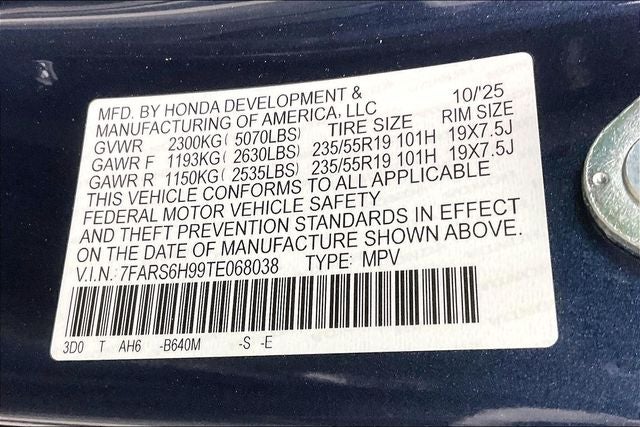 MFD. BY HONDA DEVELOPMENT & 10/'25
MANUFACTURING OF AMERICA, LLC RIM SIZE
GVWR 2300KG( 5070LBS) TIRE SIZE
GAWR F 1193KG( 2630LBS) 235/55R19 101H 19X7.5J
GAWR R 1150KG( 2535LBS) 235/55R19 101H 19X7.5J
THIS VEHICLE CONFORMS TO ALL APPLICABLE
FEDERAL MOTOR VEHICLE SAFETY
AND THEFT PREVENTION STANDARDS IN EFFECT
ON THE DATE OF MANUFACTURE SHOWN ABOVE.
V.I.N.: 7FARS6H99TE068038 TYPE: MPV
3D0 T AH6 -B640M -S -E